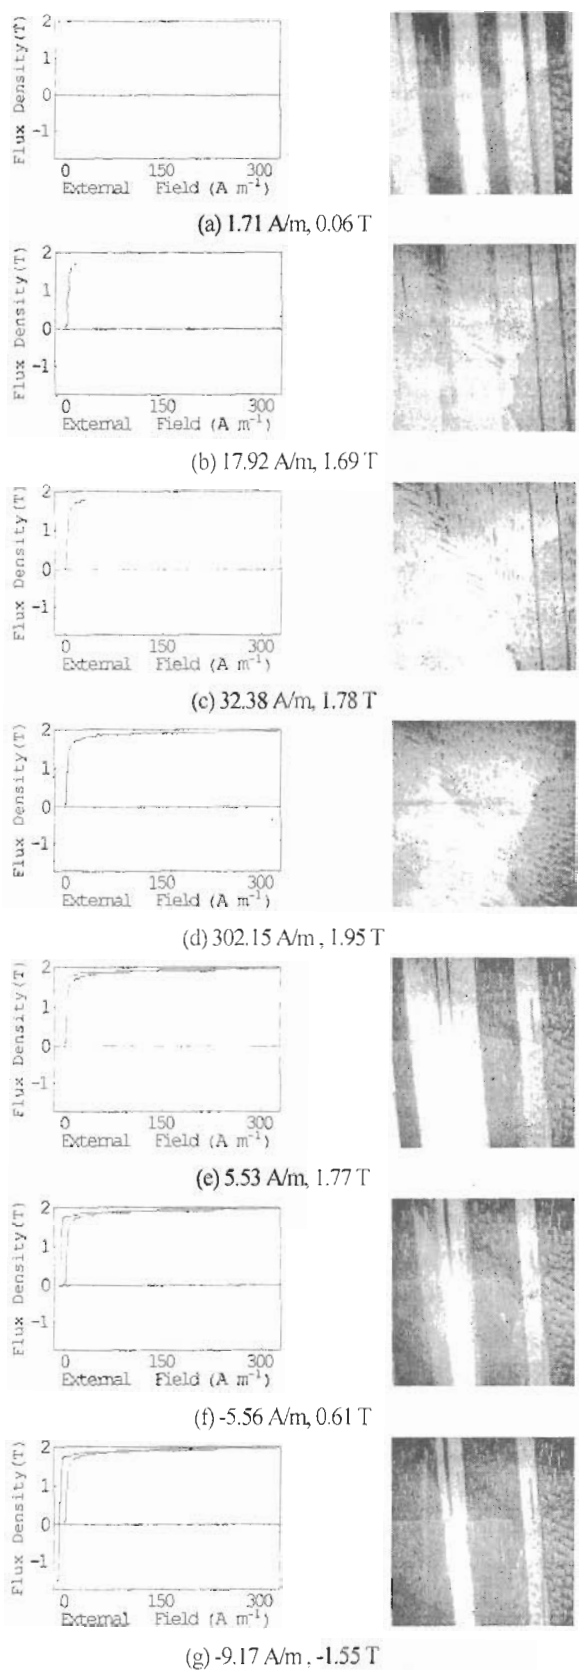 Flux Density(T)
2
1
0
-1
0 150 300
External Field (A m⁻¹)
(a) 1.71 A/m, 0.06 T
Flux Density(T)
2
1
0
-1
0 150 300
External Field (A m⁻¹)
(b) 17.92 A/m, 1.69 T
Flux Density(T)
2
1
0
-1
0 150 300
External Field (A m⁻¹)
(c) 32.38 A/m, 1.78 T
Flux Density(T)
2
1
0
-1
0 150 300
External Field (A m⁻¹)
(d) 302.15 A/m , 1.95 T
Flux Density(T)
2
1
0
-1
0 150 300
External Field (A m⁻¹)
(e) 5.53 A/m, 1.77 T
Flux Density(T)
2
1
0
-1
0 150 300
External Field (A m⁻¹)
(f) -5.56 A/m, 0.61 T
Flux Density(T)
2
1
0
-1
0 150 300
External Field (A m⁻¹)
(g) -9.17 A/m , -1.55 T